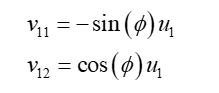 v₁₁ = −sin(ϕ)u₁
v₁₂ = cos(ϕ)u₁